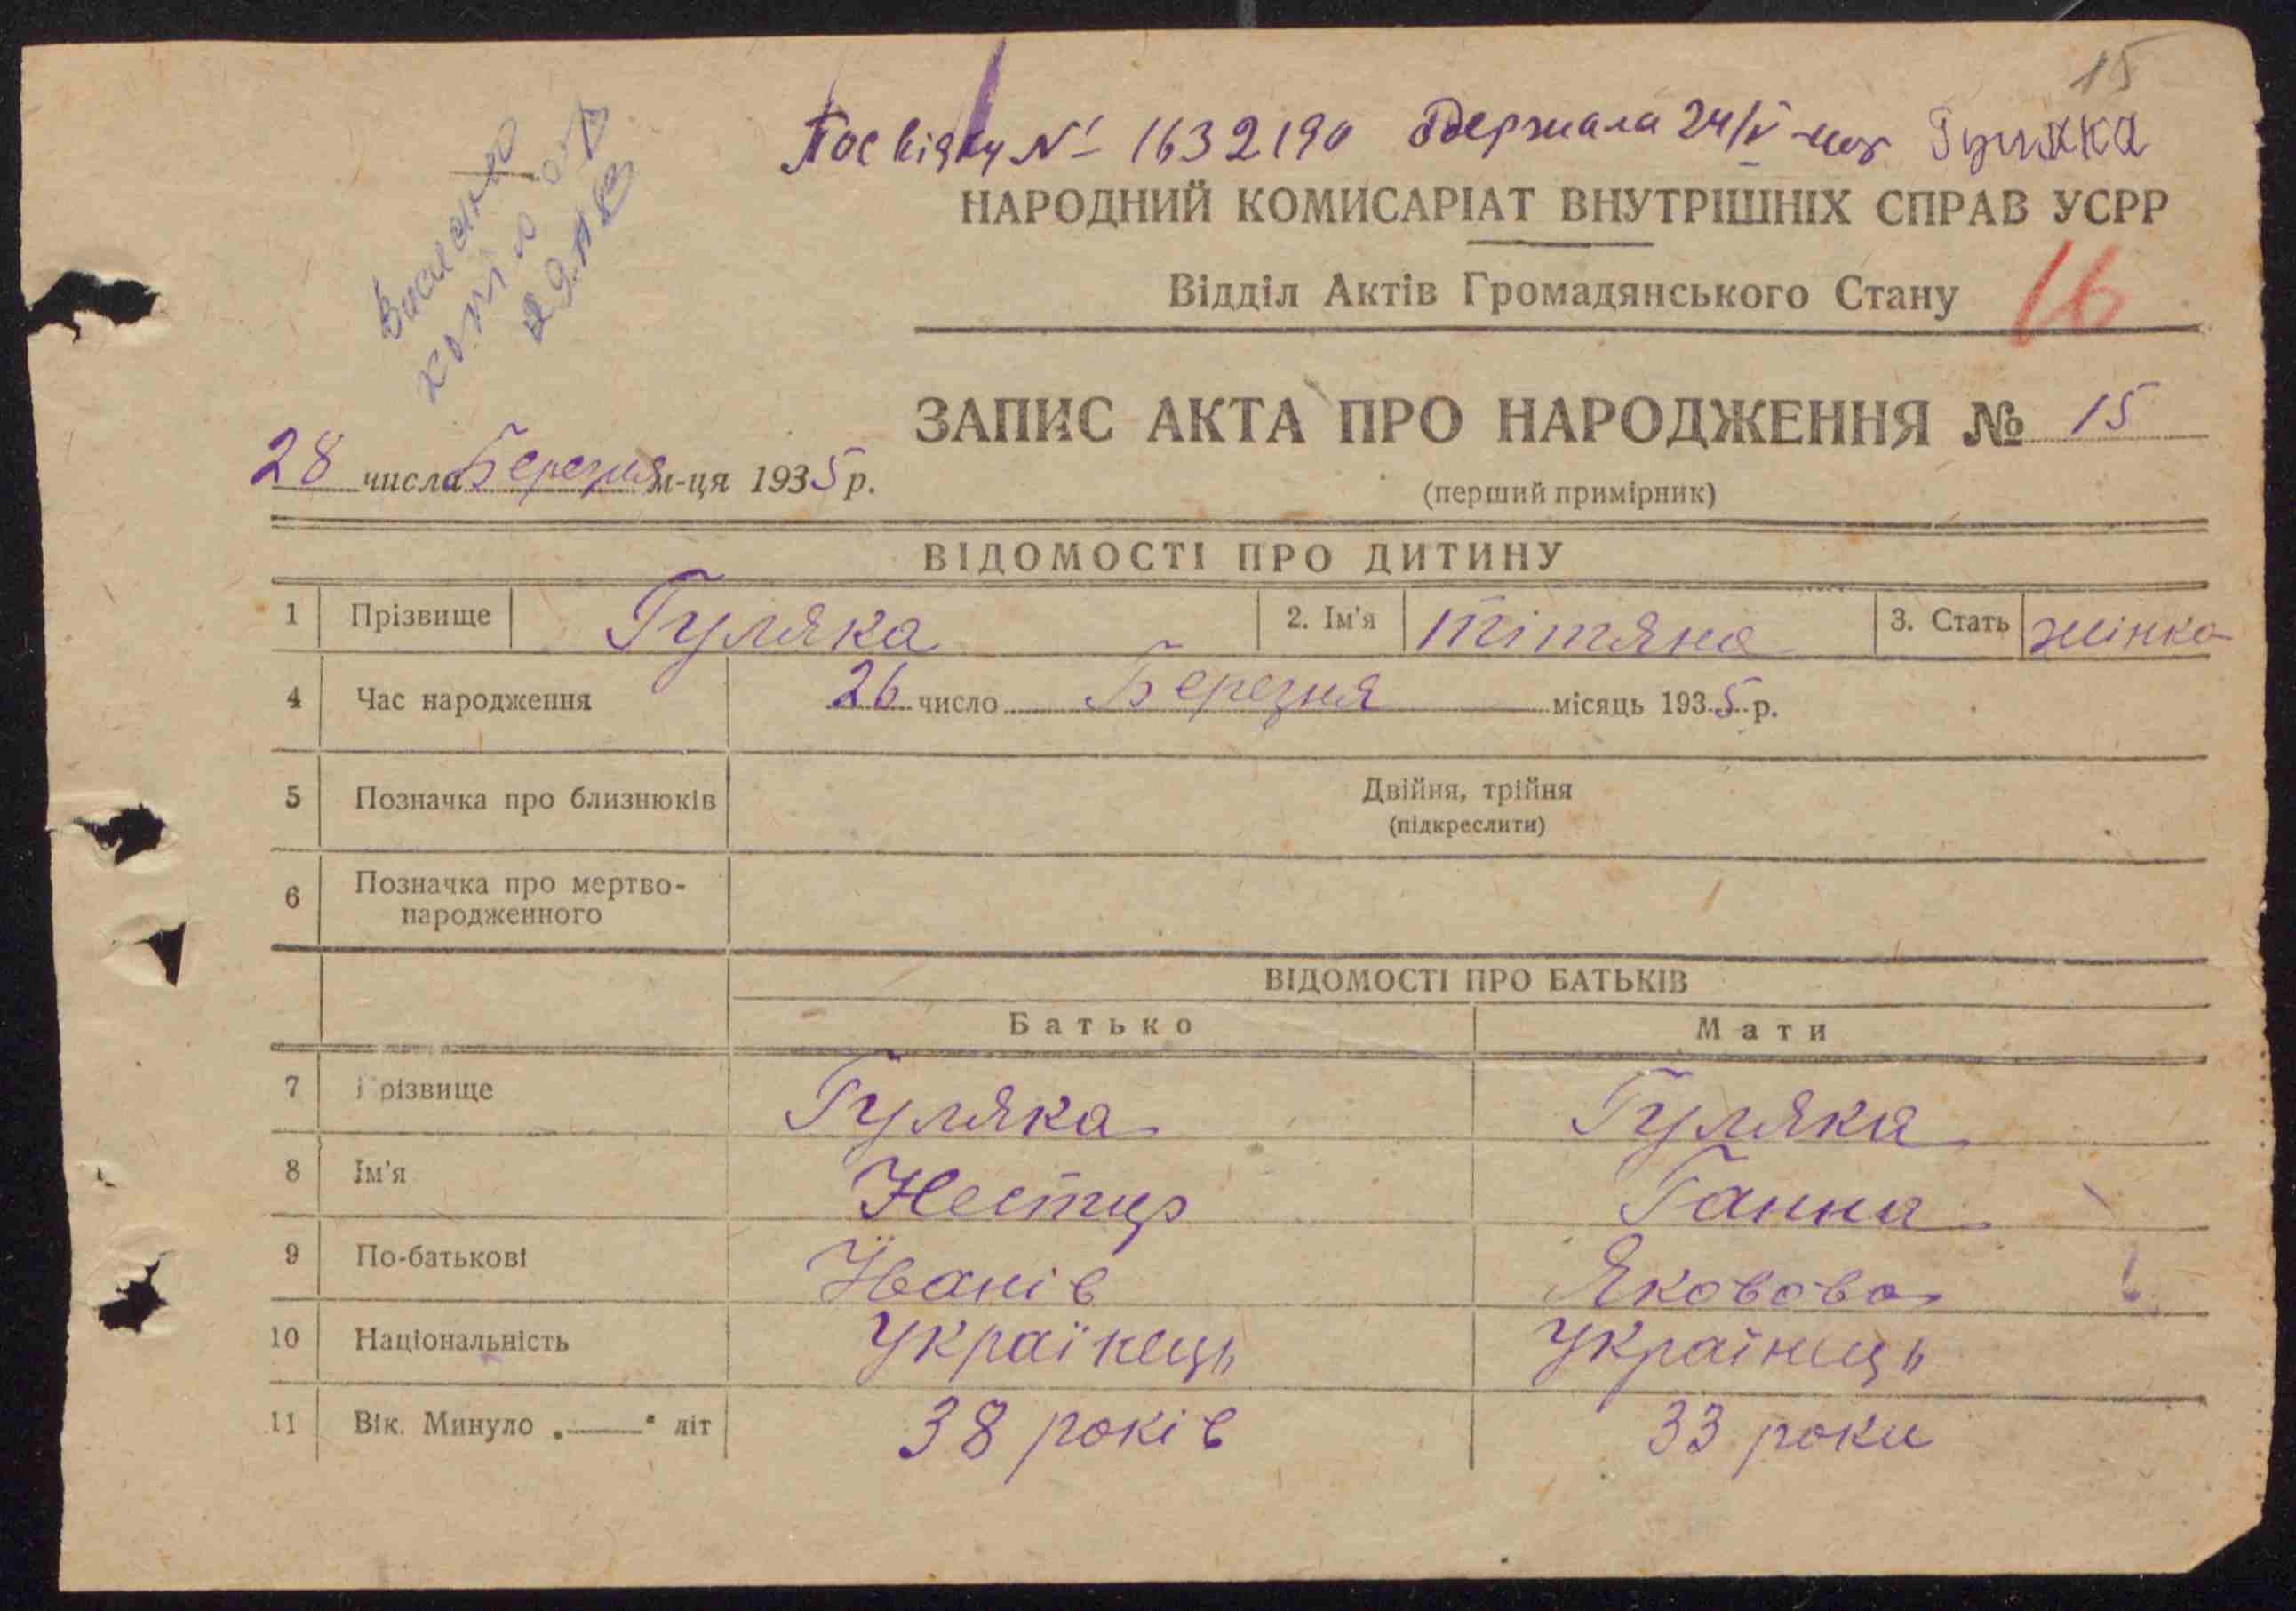 15
Посвідку № 1632190 Одержала 24/V Гуляка
НАРОДНИЙ КОМИСАРІАТ ВНУТРІШНІХ СПРАВ УСРР
Відділ Актів Громадянського Стану 16
ЗАПИС АКТА ПРО НАРОДЖЕННЯ № 15
28 числа Березня м-ця 1935 р.
(перший примірник)
ВІДОМОСТІ ПРО ДИТИНУ
1 Прізвище Гуляка 2. Ім'я Тітяна 3. Стать жінка
4 Час народження 26 число Березня місяць 1935 р.
5 Позначка про близнюків Двійня, трійня
(підкреслити)
6 Позначка про мертво-
народженного
ВІДОМОСТІ ПРО БАТЬКІВ
Батько Мати
7 Прізвище Гуляка Гуляка
8 Ім'я Нестир Ганна
9 По-батькові Іванів Яковова
10 Національність Українець Українець
11 Вік. Минуло „——" літ 38 років 33 роки